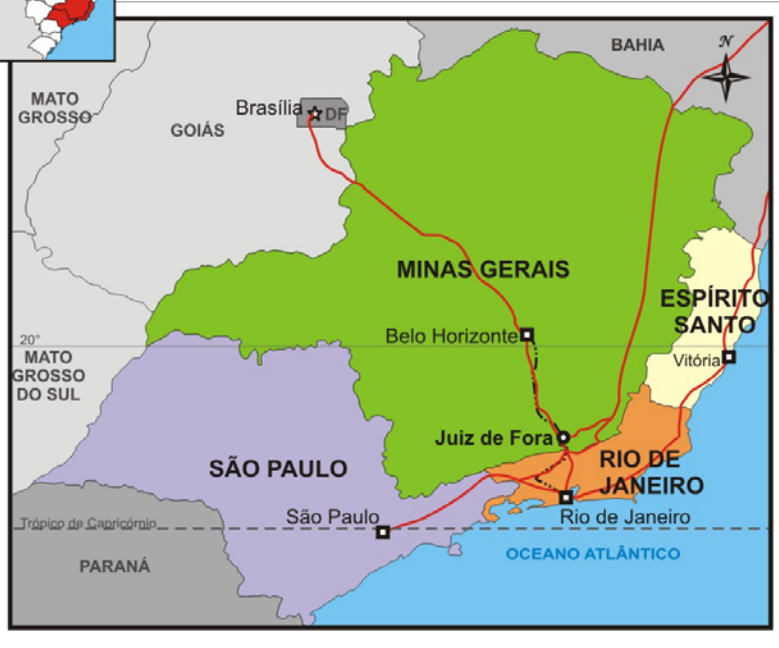 BAHIA
N
MATO
GROSSO
GOIÁS
Brasília
DF
MINAS GERAIS
ESPÍRITO
SANTO
Belo Horizonte
20°
MATO
GROSSO
DO SUL
Vitória
Juiz de Fora
SÃO PAULO
RIO DE
JANEIRO
São Paulo
Rio de Janeiro
Trópico de Capricórnio
OCEANO ATLÂNTICO
PARANÁ